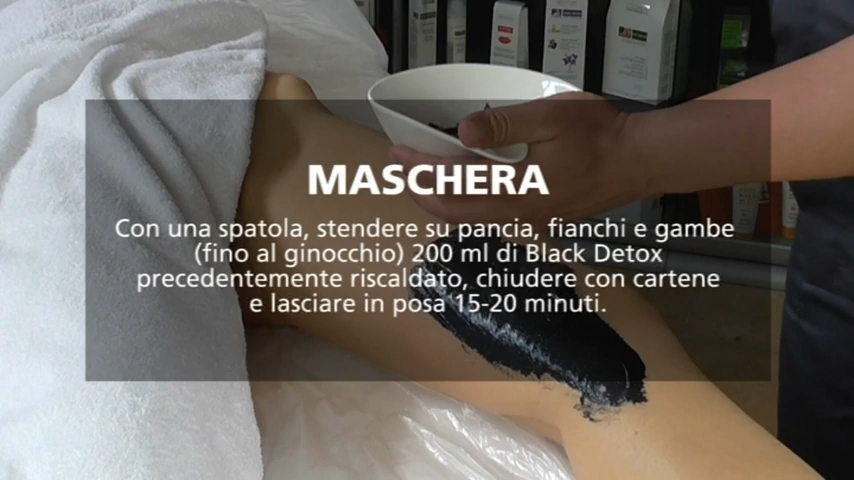 MASCHERA
Con una spatola, stendere su pancia, fianchi e gambe
(fino al ginocchio) 200 ml di Black Detox
precedentemente riscaldato, chiudere con cartene
e lasciare in posa 15-20 minuti.